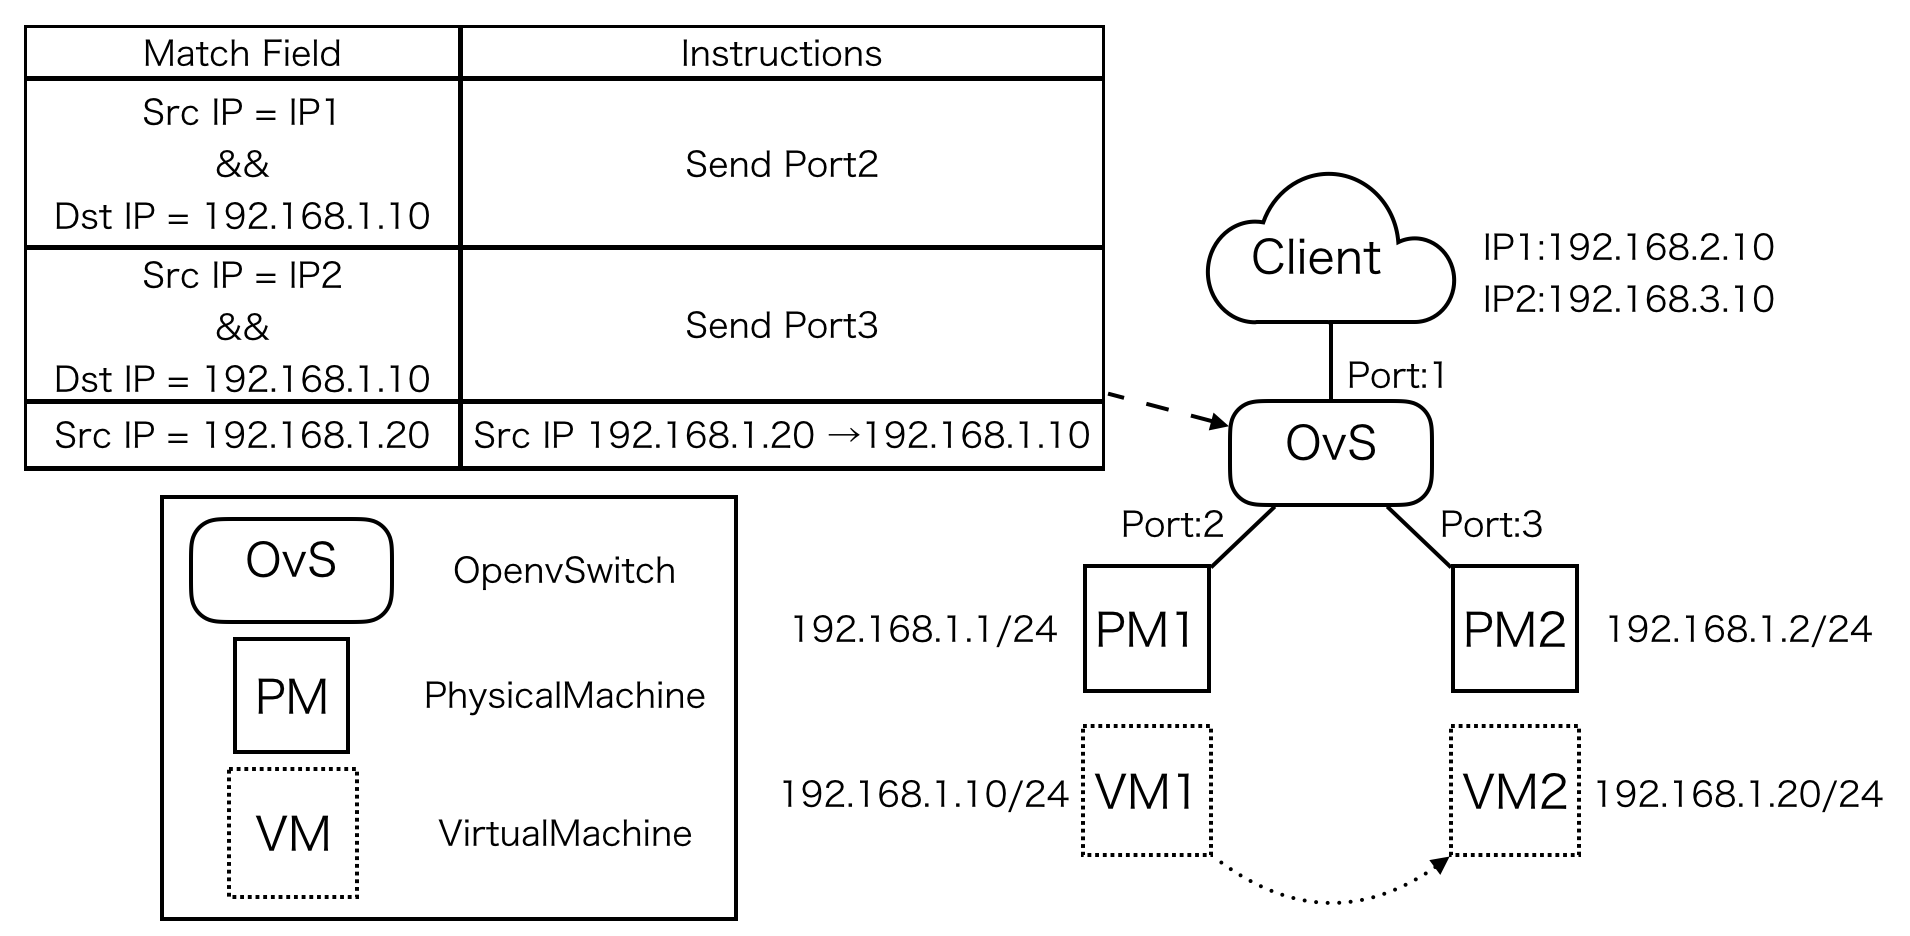 Match Field
Instructions
Src IP = IP1
&&
Dst IP = 192.168.1.10
Send Port2
Src IP = IP2
&&
Dst IP = 192.168.1.10
Send Port3
Src IP = 192.168.1.20
Src IP 192.168.1.20 →192.168.1.10
Client
IP1:192.168.2.10
IP2:192.168.3.10
Port:1
OvS
Port:2
Port:3
PM1
192.168.1.1/24
PM2
192.168.1.2/24
VM1
192.168.1.10/24
VM2
192.168.1.20/24
OvS
OpenvSwitch
PM
PhysicalMachine
VM
VirtualMachine